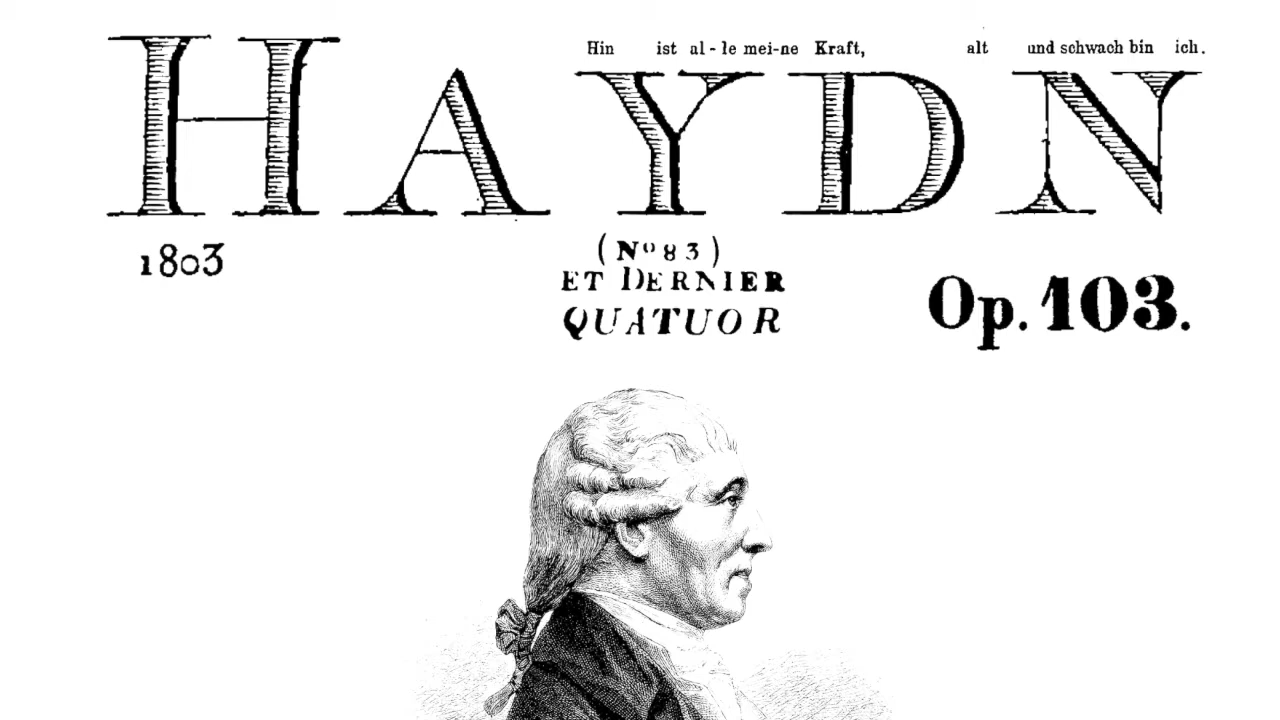 Hin ist al - le mei-ne Kraft, alt und schwach bin ich.
HAYDN
1803
(No 83)
ET DERNIER
QUATUOR
Op. 103.